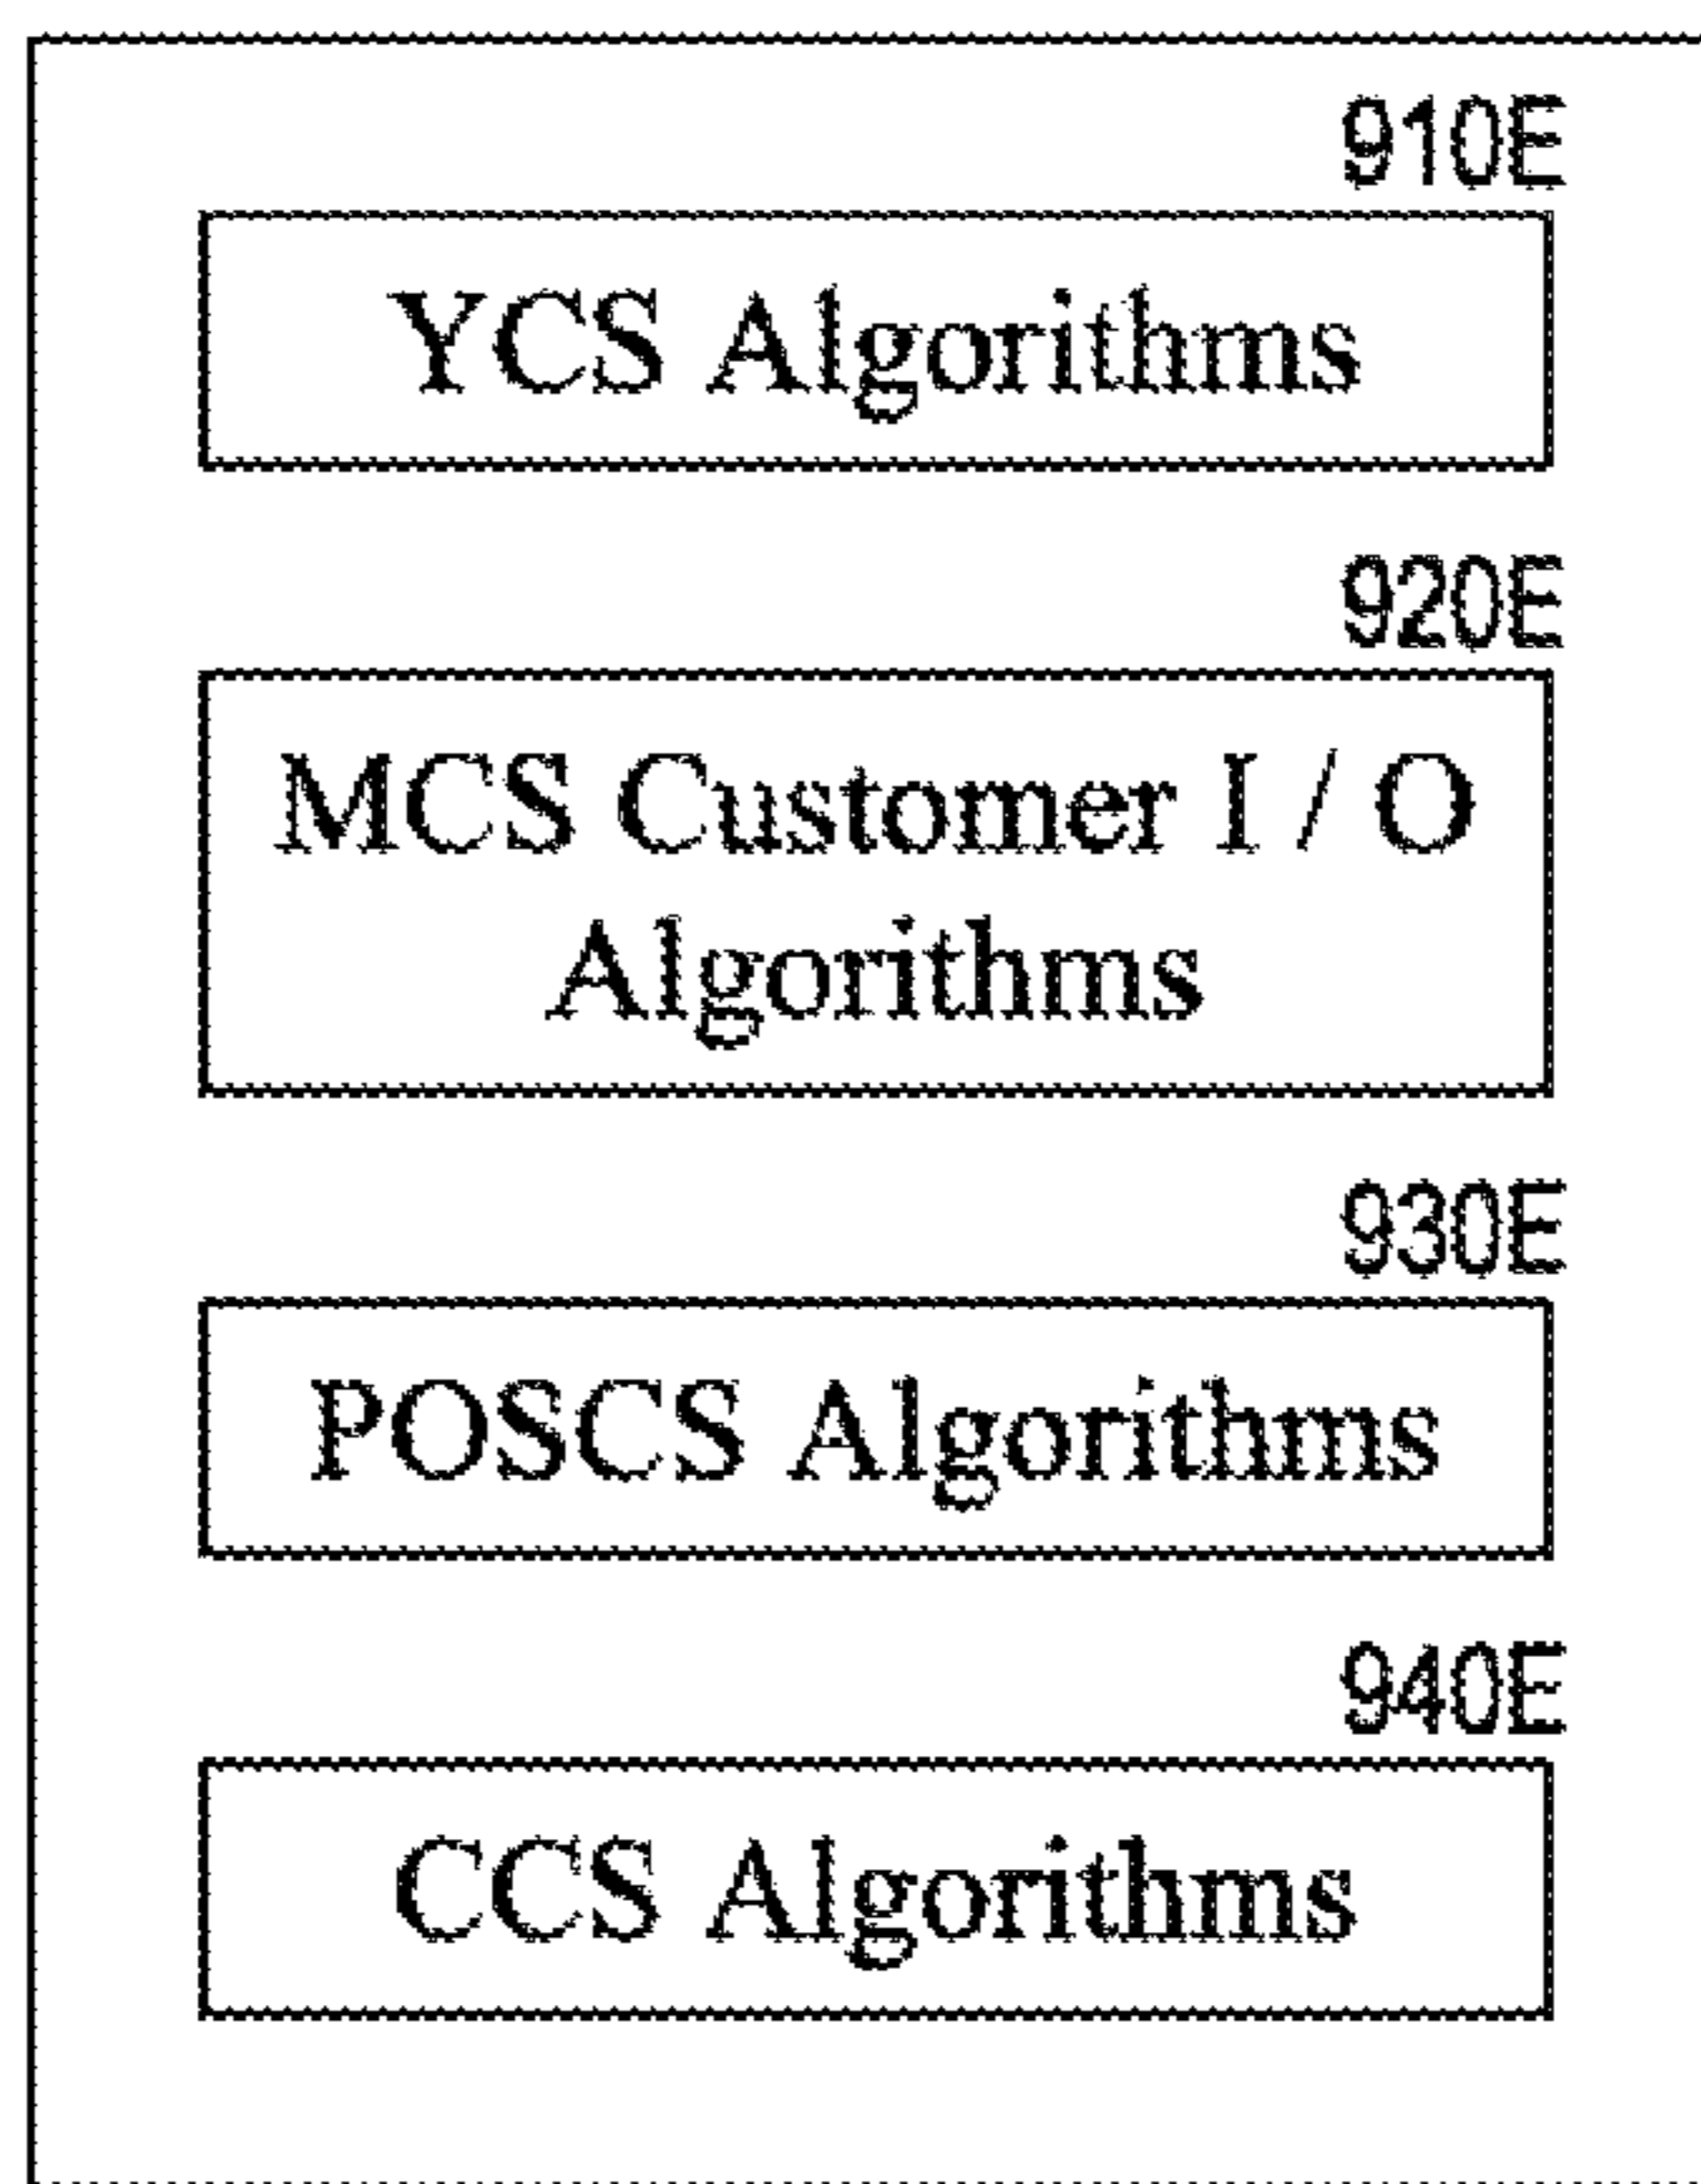 910E
YCS Algorithms
920E
MCS Customer I / O
Algorithms
930E
POSCS Algorithms
940E
CCS Algorithms